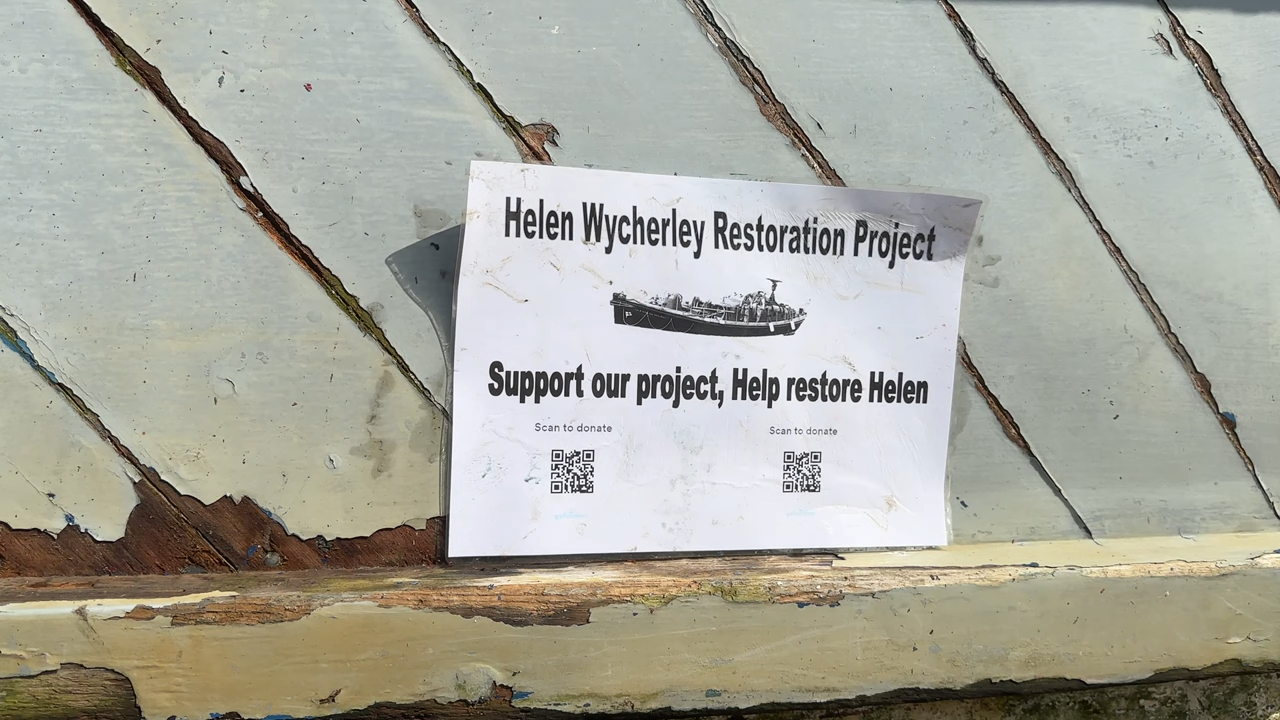 Helen Wycherley Restoration Project
Support our project, Help restore Helen
Scan to donate
Scan to donate